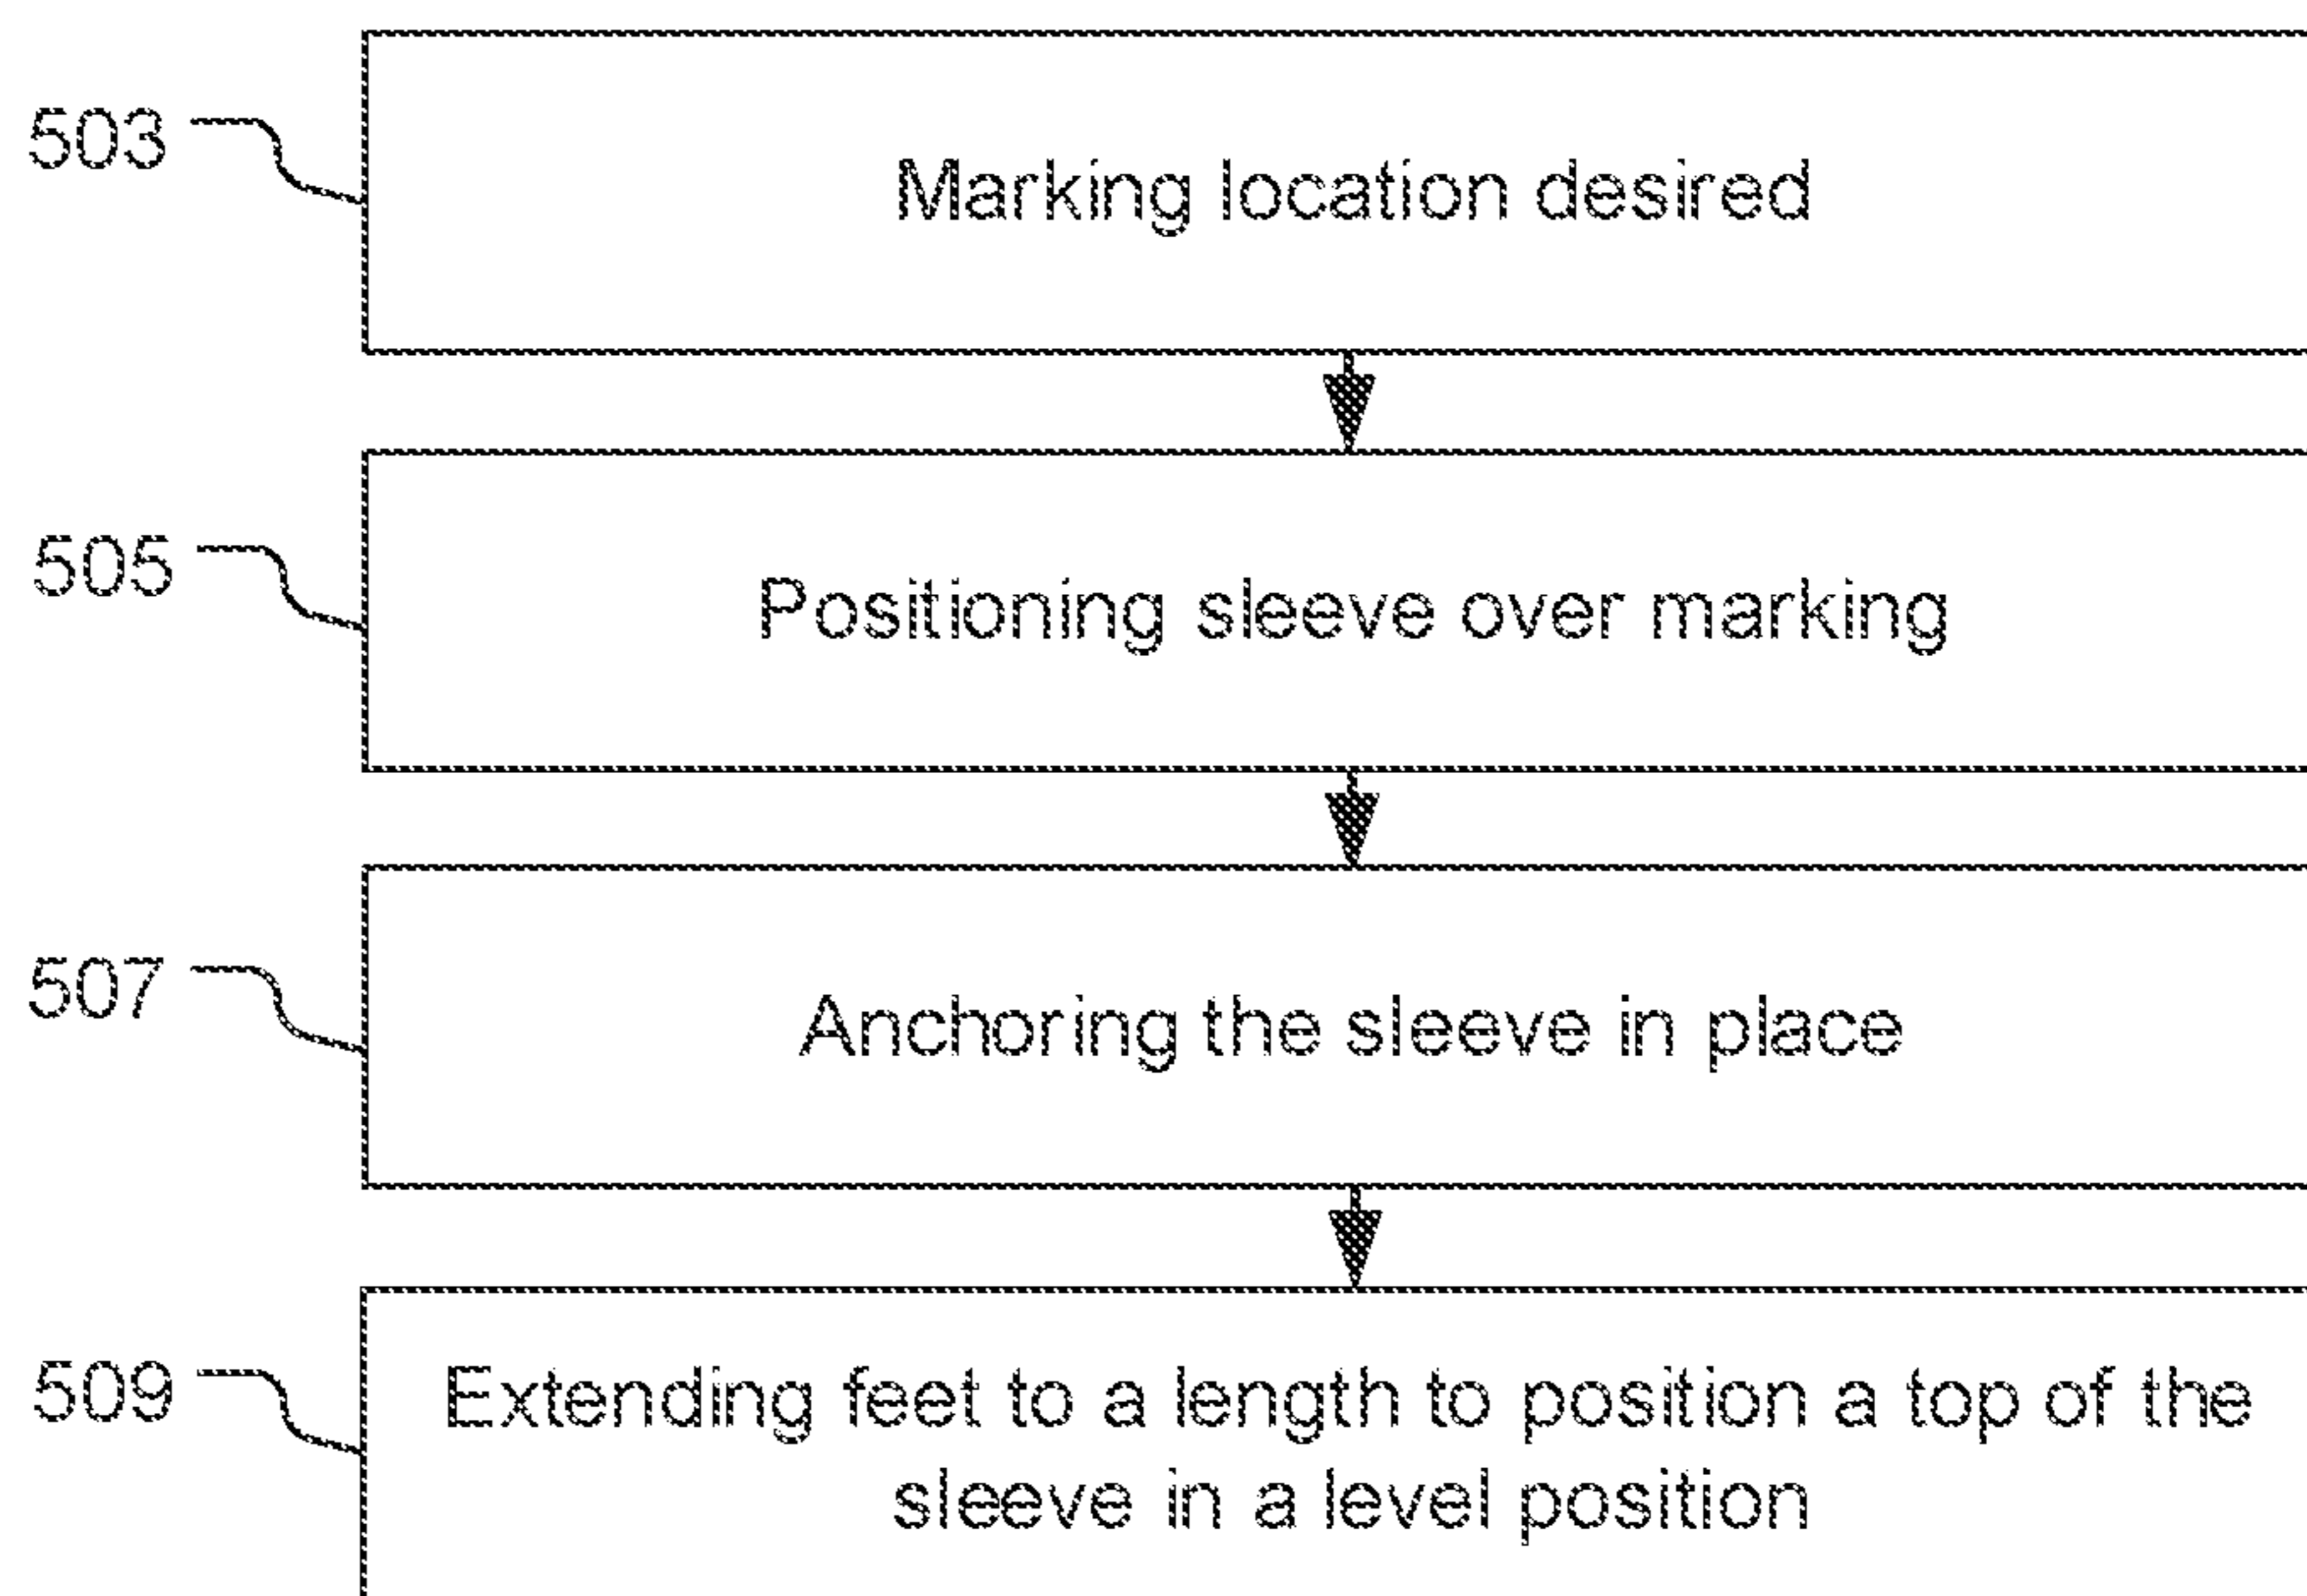 503
Marking location desired
505
Positioning sleeve over marking
507
Anchoring the sleeve in place
509
Extending feet to a length to position a top of the
sleeve in a level position